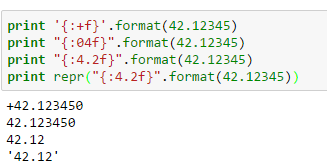 print '{:+f}'.format(42.12345)
print "{:04f}".format(42.12345)
print "{:4.2f}".format(42.12345)
print repr("{:4.2f}".format(42.12345))
+42.123450
42.123450
42.12
'42.12'